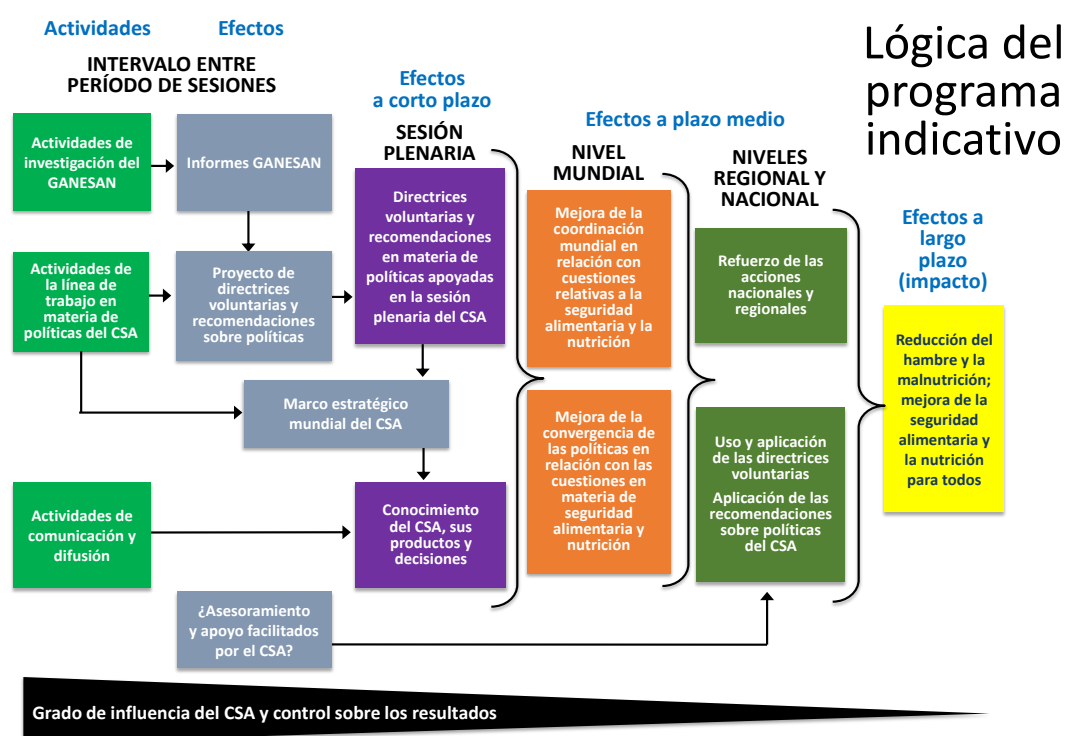 Lógica del
programa
indicativo
Actividades
Efectos
INTERVALO ENTRE
PERÍODO DE SESIONES
Efectos
a corto plazo
SESIÓN
PLENARIA
Efectos a plazo medio
NIVEL
MUNDIAL
NIVELES
REGIONAL Y
NACIONAL
Efectos a
largo
plazo
(impacto)
Actividades de
investigación del
GANESAN
Informes GANESAN
Directrices
voluntarias y
recomendaciones
en materia de
políticas apoyadas
en la sesión
plenaria del CSA
Mejora de la
coordinación
mundial en
relación con
cuestiones
relativas a la
seguridad
alimentaria y la
nutrición
Refuerzo de las
acciones
nacionales y
regionales
Actividades de
la línea de
trabajo en
materia de
políticas del CSA
Proyecto de
directrices
voluntarias y
recomendaciones
sobre políticas
Reducción del
hambre y la
malnutrición;
mejora de la
seguridad
alimentaria y
la nutrición
para todos
Marco estratégico
mundial del CSA
Mejora de la
convergencia de
las políticas en
relación con las
cuestiones en
materia de
seguridad
alimentaria y
nutrición
Uso y aplicación
de las directrices
voluntarias
Aplicación de las
recomendaciones
sobre políticas
del CSA
Actividades de
comunicación y
difusión
Conocimiento
del CSA, sus
productos y
decisiones
¿Asesoramiento
y apoyo facilitados
por el CSA?
Grado de influencia del CSA y control sobre los resultados